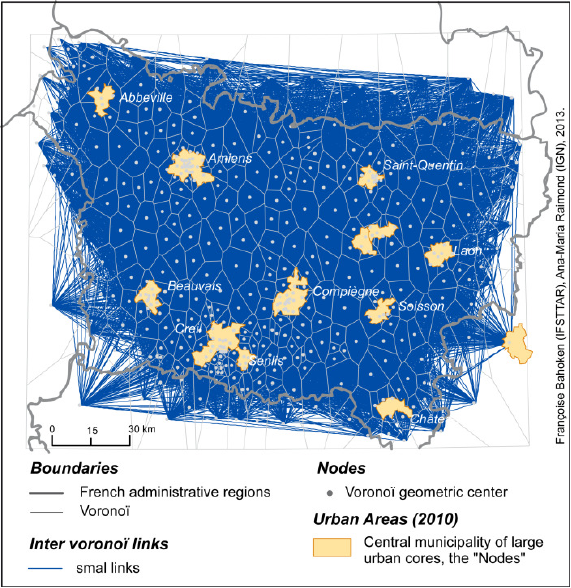 Abbeville
Amiens
Saint-Quentin
Laon
Beauvais
Compiègne
Soisson
Creil
Senlis
Châte
0 15 30 km
Françoise Bahoken (IFSTTAR), Ana-Maria Raimond (IGN), 2013.
Boundaries
French administrative regions
Voronoï
Inter voronoï links
smal links
Nodes
Voronoï geometric center
Urban Areas (2010)
Central municipality of large
urban cores, the "Nodes"